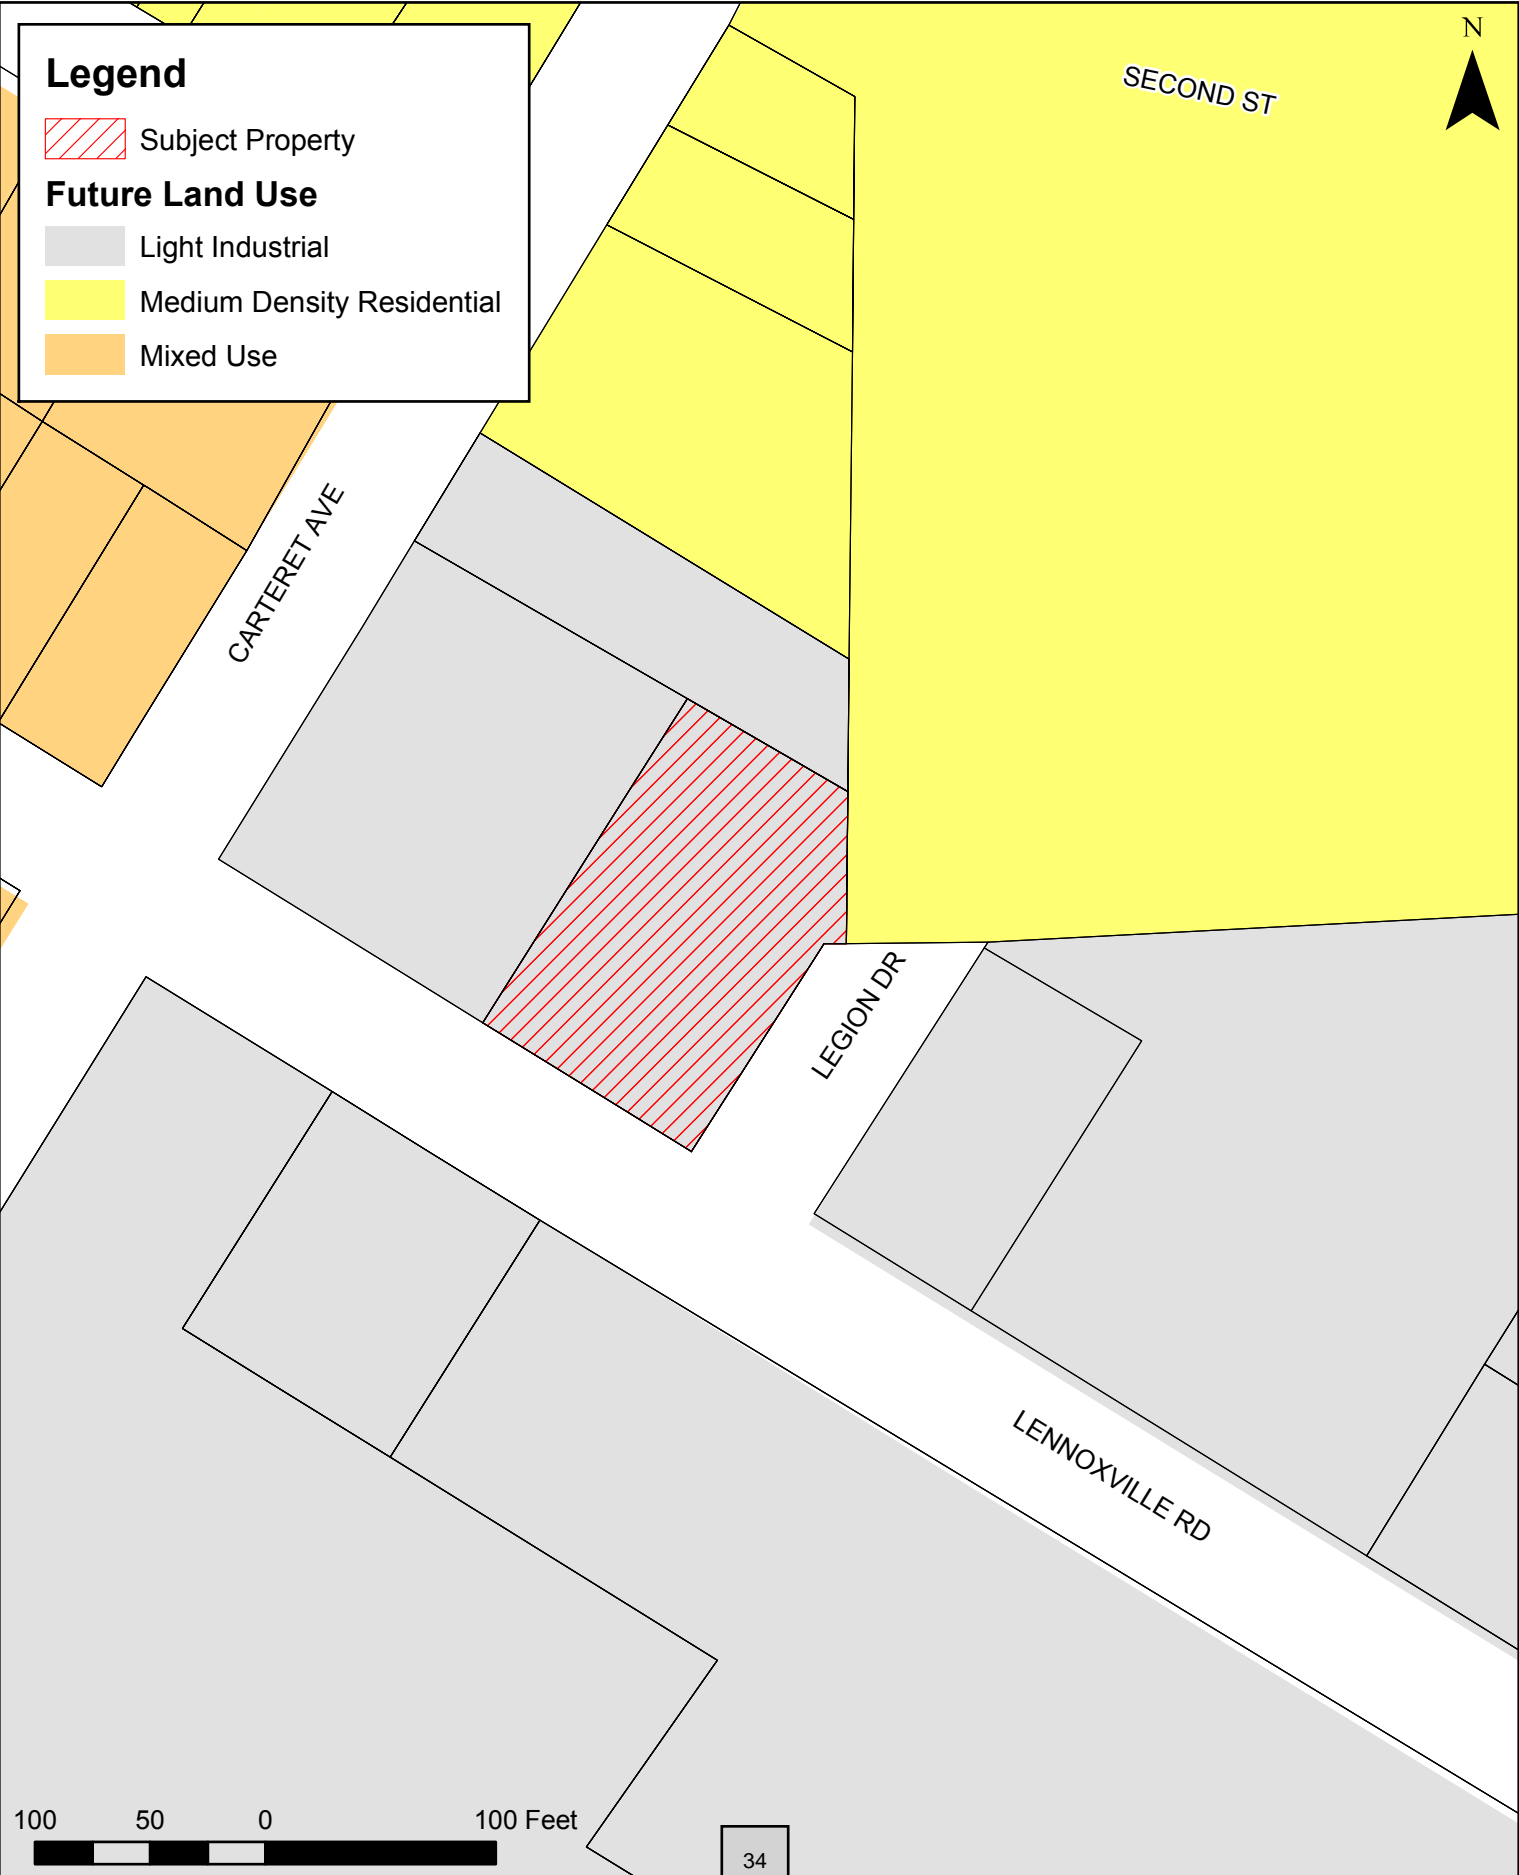 N
SECOND ST
Legend
Subject Property
Future Land Use
Light Industrial
Medium Density Residential
Mixed Use
CARTERET AVE
LEGION DR
LENNOXVILLE RD
100 50 0 100 Feet
34